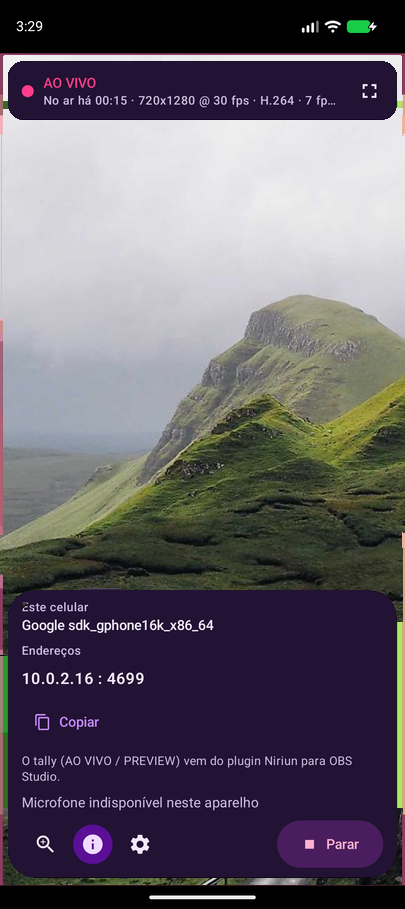 3:29
AO VIVO
No ar há 00:15 · 720x1280 @ 30 fps · H.264 · 7 fp…
Este celular
Google sdk_gphone16k_x86_64
Endereços
10.0.2.16 : 4699
Copiar
O tally (AO VIVO / PREVIEW) vem do plugin Niriun para OBS
Studio.
Microfone indisponível neste aparelho
Parar